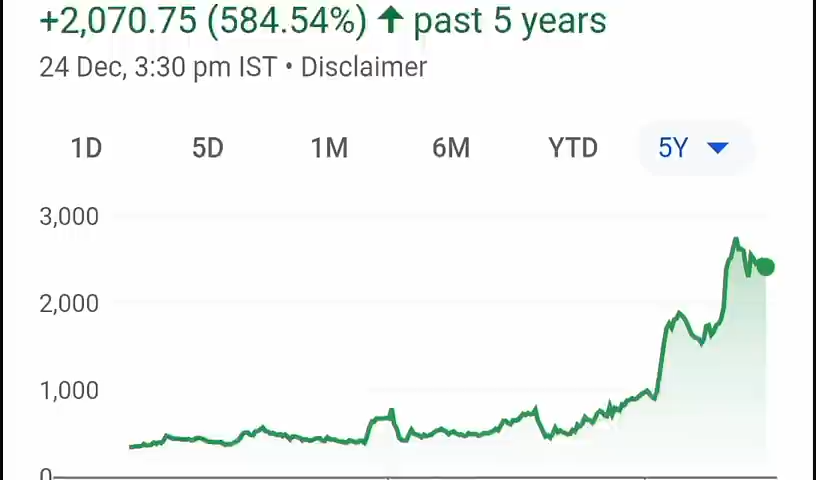 +2,070.75 (584.54%) ↑ past 5 years
24 Dec, 3:30 pm IST • Disclaimer
1D 5D 1M 6M YTD 5Y
3,000
2,000
1,000
0